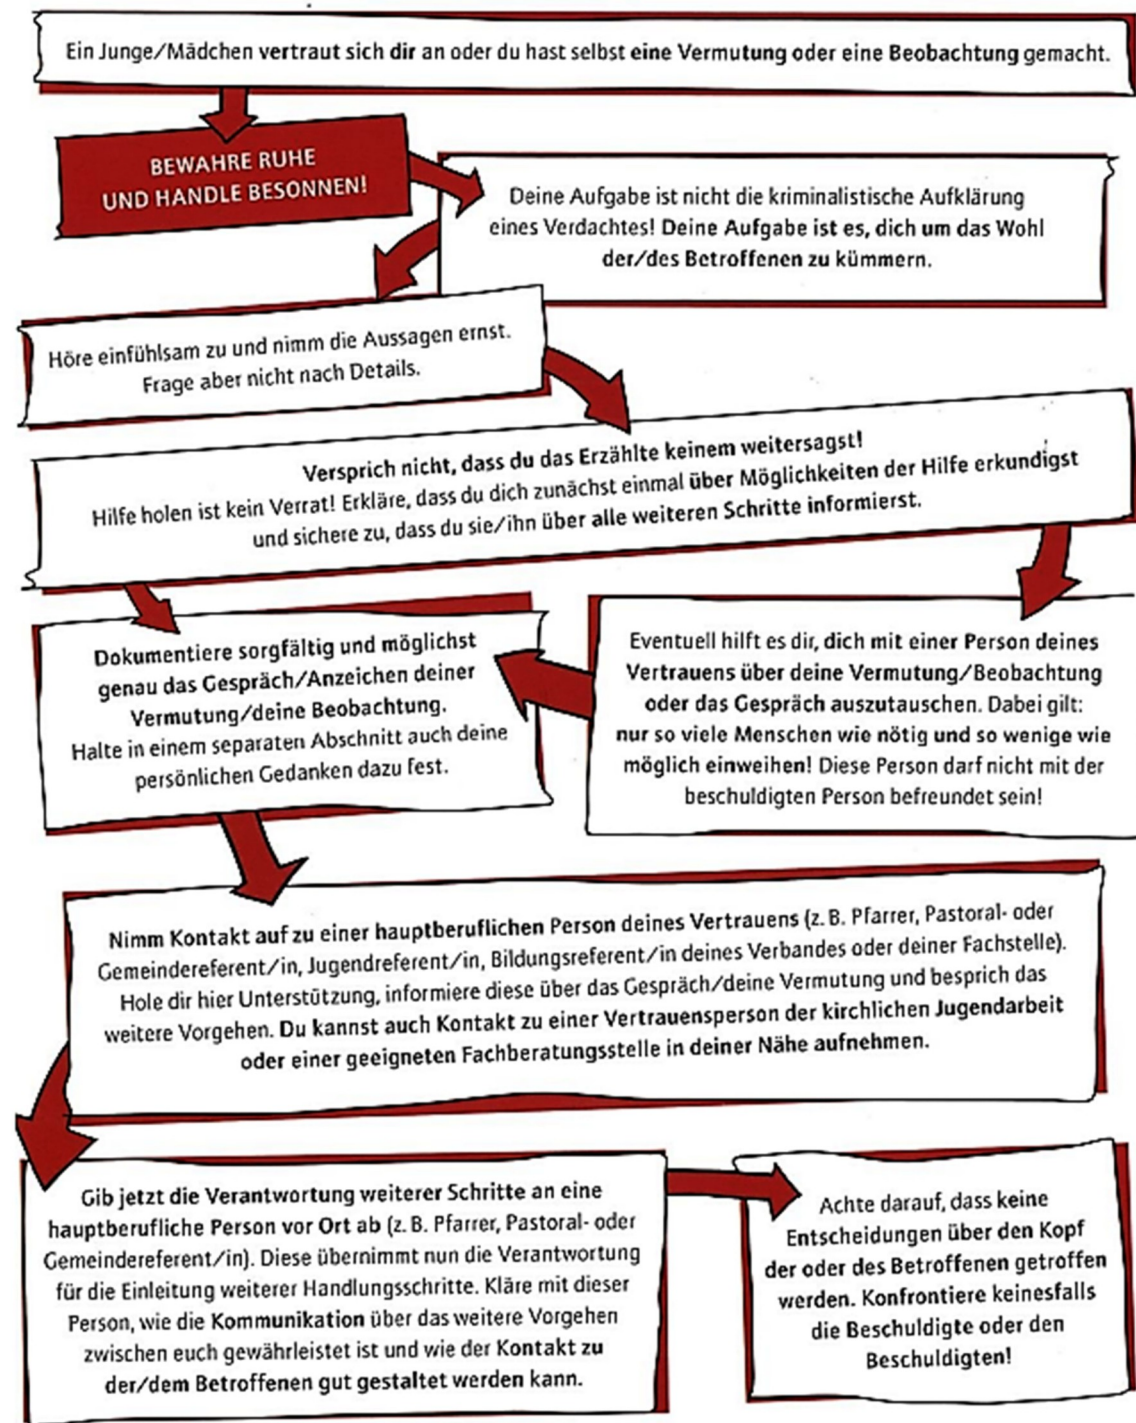 Ein Junge/Mädchen vertraut sich dir an oder du hast selbst eine Vermutung oder eine Beobachtung gemacht.
BEWAHRE RUHE
UND HANDLE BESONNEN!
Deine Aufgabe ist nicht die kriminalistische Aufklärung
eines Verdachtes! Deine Aufgabe ist es, dich um das Wohl
der/des Betroffenen zu kümmern.
Höre einfühlsam zu und nimm die Aussagen ernst.
Frage aber nicht nach Details.
Versprich nicht, dass du das Erzählte keinem weitersagst!
Hilfe holen ist kein Verrat! Erkläre, dass du dich zunächst einmal über Möglichkeiten der Hilfe erkundigst
und sichere zu, dass du sie/ihn über alle weiteren Schritte informierst.
Eventuell hilft es dir, dich mit einer Person deines
Vertrauens über deine Vermutung/Beobachtung
oder das Gespräch auszutauschen. Dabei gilt:
nur so viele Menschen wie nötig und so wenige wie
möglich einweihen! Diese Person darf nicht mit der
beschuldigten Person befreundet sein!
Dokumentiere sorgfältig und möglichst
genau das Gespräch/Anzeichen deiner
Vermutung/deine Beobachtung.
Halte in einem separaten Abschnitt auch deine
persönlichen Gedanken dazu fest.
Nimm Kontakt auf zu einer hauptberuflichen Person deines Vertrauens (z. B. Pfarrer, Pastoral- oder
Gemeindereferent/in, Jugendreferent/in, Bildungsreferent/in deines Verbandes oder deiner Fachstelle).
Hole dir hier Unterstützung, informiere diese über das Gespräch/deine Vermutung und besprich das
weitere Vorgehen. Du kannst auch Kontakt zu einer Vertrauensperson der kirchlichen Jugendarbeit
oder einer geeigneten Fachberatungsstelle in deiner Nähe aufnehmen.
Gib jetzt die Verantwortung weiterer Schritte an eine
hauptberufliche Person vor Ort ab (z. B. Pfarrer, Pastoral- oder
Gemeindereferent/in). Diese übernimmt nun die Verantwortung
für die Einleitung weiterer Handlungsschritte. Kläre mit dieser
Person, wie die Kommunikation über das weitere Vorgehen
zwischen euch gewährleistet ist und wie der Kontakt zu
der/dem Betroffenen gut gestaltet werden kann.
Achte darauf, dass keine
Entscheidungen über den Kopf
der oder des Betroffenen getroffen
werden. Konfrontiere keinesfalls
die Beschuldigte oder den
Beschuldigten!